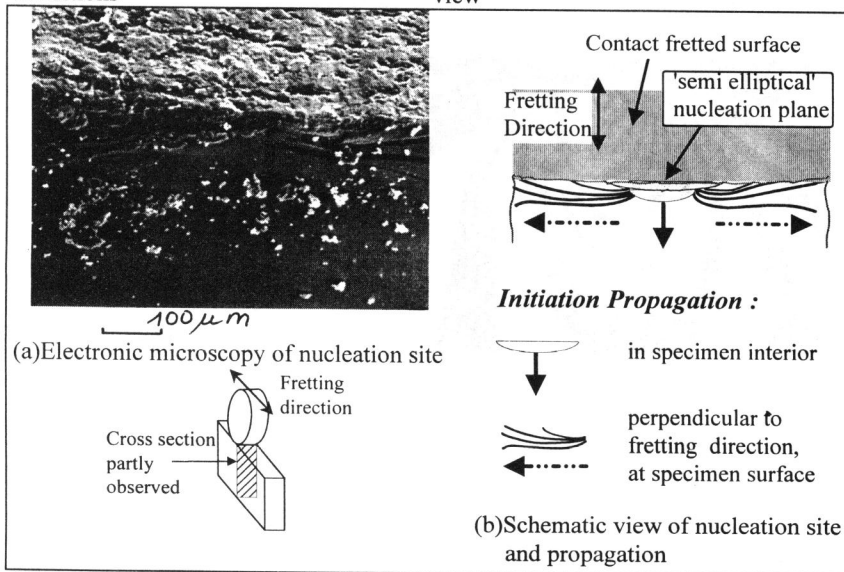 view
100 µm
(a)Electronic microscopy of nucleation site
Fretting
direction
Cross section
partly
observed
Contact fretted surface
'semi elliptical'
nucleation plane
Fretting
Direction
Initiation Propagation :
in specimen interior
perpendicular to
fretting direction,
at specimen surface
(b)Schematic view of nucleation site
and propagation